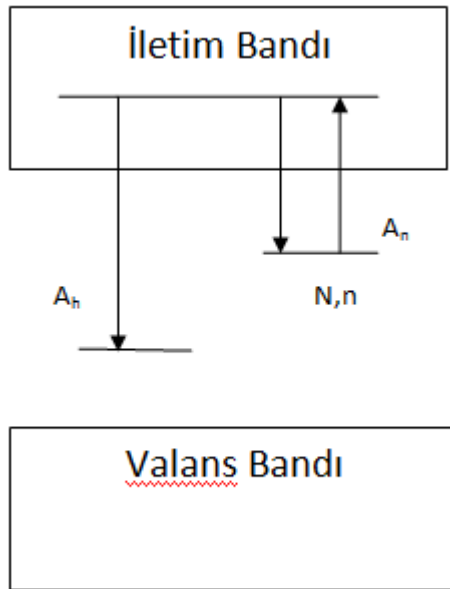 İletim Bandı
Aₙ
Aₕ
N,n
Valans Bandı